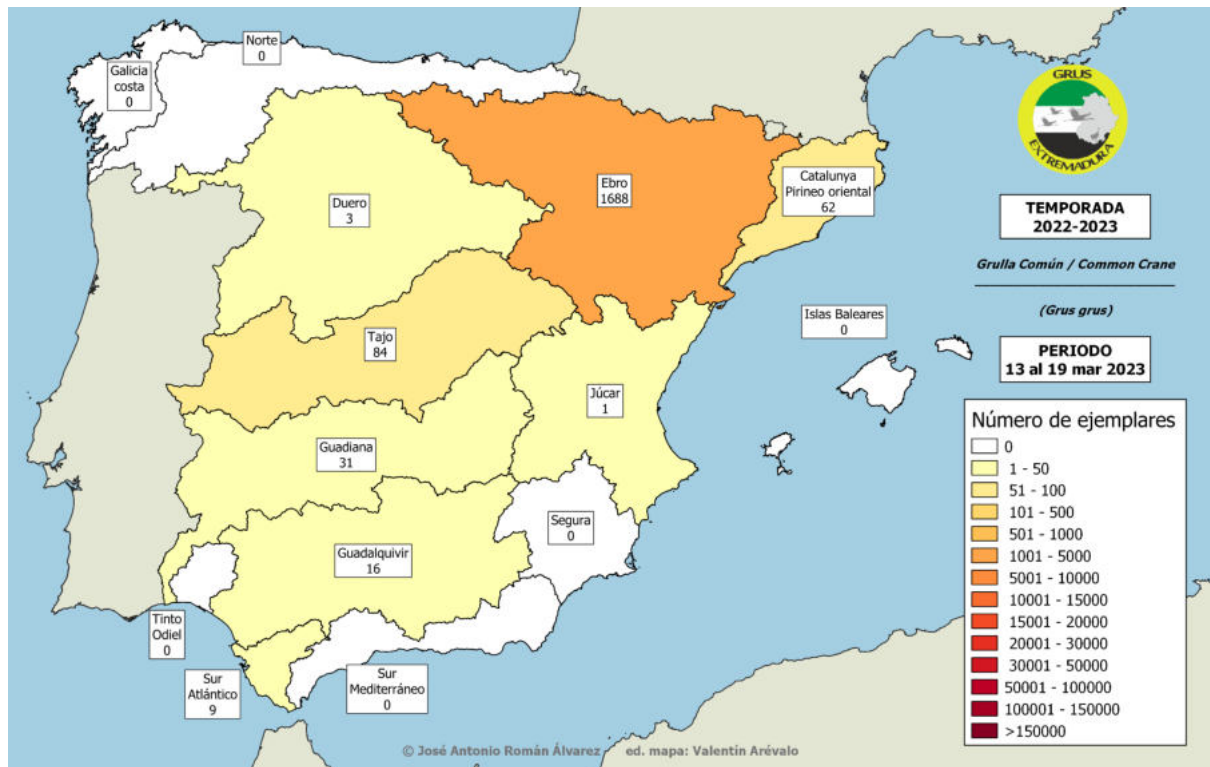 Norte
0
Galicia
costa
0
GRUS
EXTREMADURA
Ebro
1688
Catalunya
Pirineo oriental
62
Duero
3
TEMPORADA
2022-2023
Grulla Común / Common Crane
(Grus grus)
Islas Baleares
0
PERIODO
13 al 19 mar 2023
Tajo
84
Júcar
1
Guadiana
31
Segura
0
Guadalquivir
16
Tinto
Odiel
0
Sur
Atlántico
9
Sur
Mediterráneo
0
Número de ejemplares
0
1 - 50
51 - 100
101 - 500
501 - 1000
1001 - 5000
5001 - 10000
10001 - 15000
15001 - 20000
20001 - 30000
30001 - 50000
50001 - 100000
100001 - 150000
>150000
© José Antonio Román Álvarez ed. mapa: Valentín Arévalo